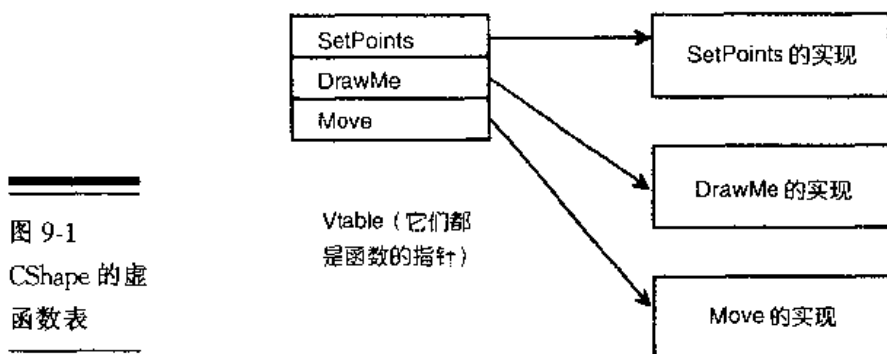 SetPoints
DrawMe
Move
SetPoints 的实现
DrawMe 的实现
Move 的实现
Vtable（它们都
是函数的指针）
图 9-1
CShape 的虚
函数表